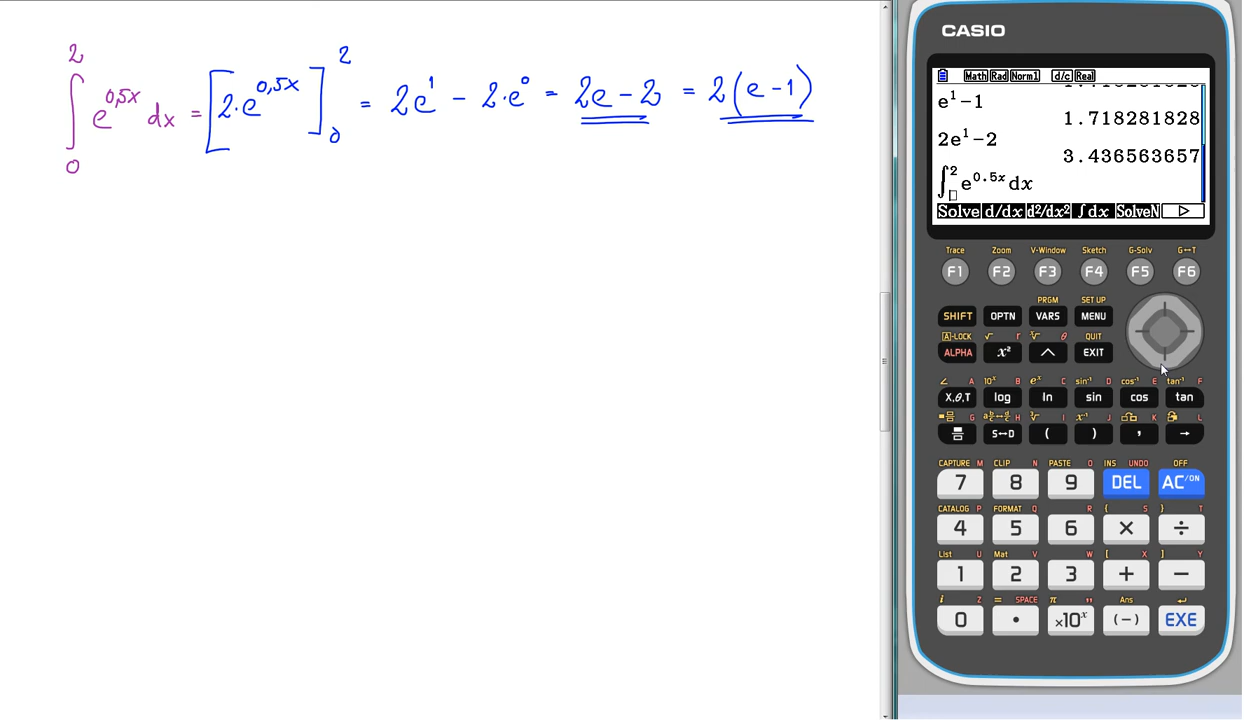 ∫₀² e^0,5x dx = [2·e^0,5x]₀² = 2e¹ − 2·e⁰ = 2e − 2 = 2(e − 1)
CASIO
Math Rad Norm1 d/c Real
e¹−1
1.718281828
2e¹−2
3.436563657
∫□² e^0.5x dx
Solve d/dx d²/dx² ∫dx SolveN ▷
Trace Zoom V-Window Sketch G-Solv G↔T
F1 F2 F3 F4 F5 F6
PRGM SET UP
SHIFT OPTN VARS MENU
A-LOCK √ r ˣ√ θ QUIT
ALPHA x² ^ EXIT
∠ A 10ˣ B eˣ C sin⁻¹ D cos⁻¹ E tan⁻¹ F
X,θ,T log ln sin cos tan
G H ³√ I x⁻¹ J K L
S↔D ( ) , →
CAPTURE M CLIP N PASTE O INS UNDO OFF
7 8 9 DEL AC/ON
CATALOG P FORMAT Q R { S } T
4 5 6 × ÷
List U Mat V W [ X ] Y
1 2 3 + −
i Z = SPACE π " Ans ↵
0 • ×10ˣ (−) EXE